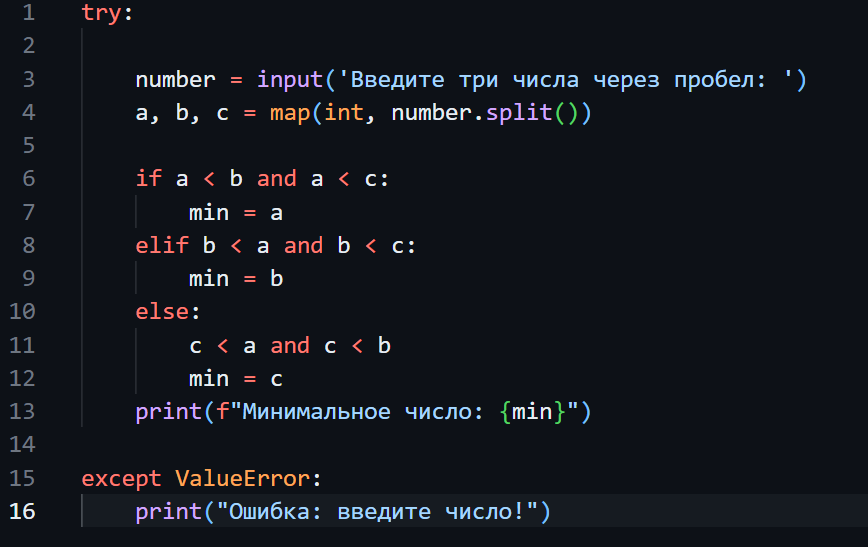 1 try:
2
3 number = input('Введите три числа через пробел: ')
4 a, b, c = map(int, number.split())
5
6 if a < b and a < c:
7 min = a
8 elif b < a and b < c:
9 min = b
10 else:
11 c < a and c < b
12 min = c
13 print(f"Минимальное число: {min}")
14
15 except ValueError:
16 print("Ошибка: введите число!")